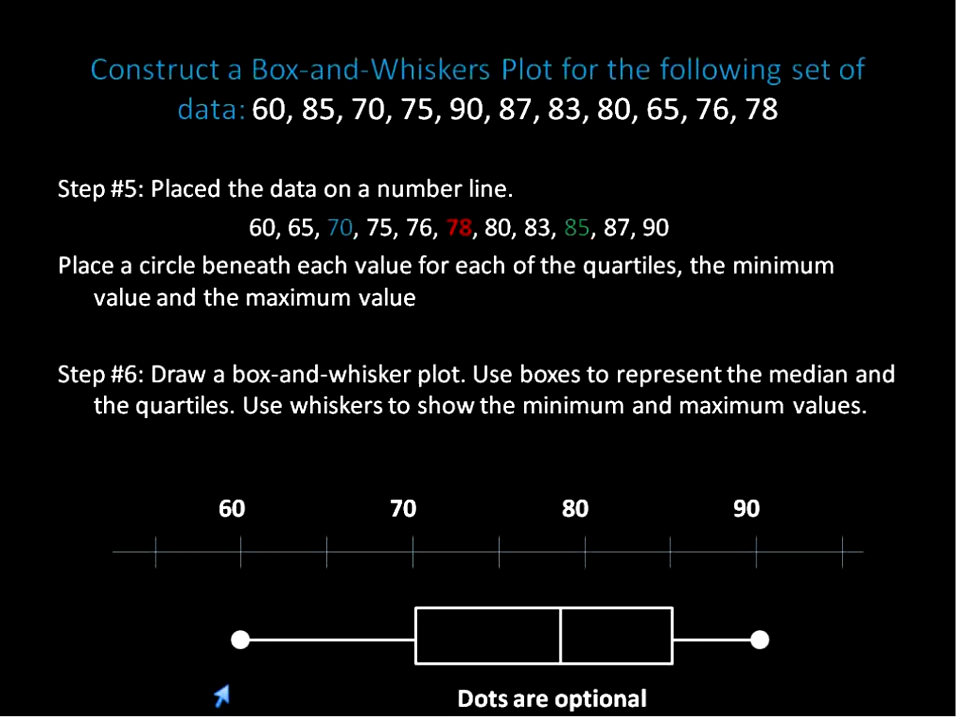 Construct a Box-and-Whiskers Plot for the following set of
data: 60, 85, 70, 75, 90, 87, 83, 80, 65, 76, 78
Step #5: Placed the data on a number line.
60, 65, 70, 75, 76, 78, 80, 83, 85, 87, 90
Place a circle beneath each value for each of the quartiles, the minimum
value and the maximum value
Step #6: Draw a box-and-whisker plot. Use boxes to represent the median and
the quartiles. Use whiskers to show the minimum and maximum values.
60 70 80 90
Dots are optional